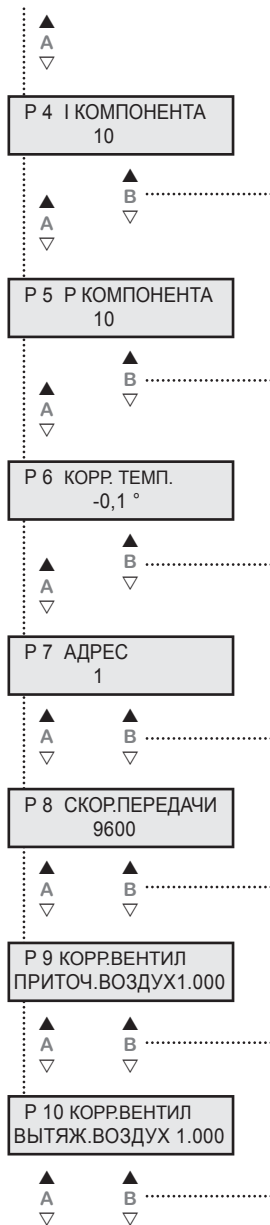 ▲
A
▽
P 4 I КОМПОНЕНТА
10
▲
B
▽
▲
A
▽
P 5 P КОМПОНЕНТА
10
▲
B
▽
▲
A
▽
P 6 КОРР. ТЕМП.
-0,1 °
▲
B
▽
▲
A
▽
P 7 АДРЕС
1
▲ ▲
A B
▽ ▽
P 8 СКОР.ПЕРЕДАЧИ
9600
▲ ▲
A B
▽ ▽
P 9 КОРР.ВЕНТИЛ
ПРИТОЧ.ВОЗДУХ1.000
▲ ▲
A B
▽ ▽
P 10 КОРР.ВЕНТИЛ
ВЫТЯЖ.ВОЗДУХ 1.000
▲ ▲
A B
▽ ▽